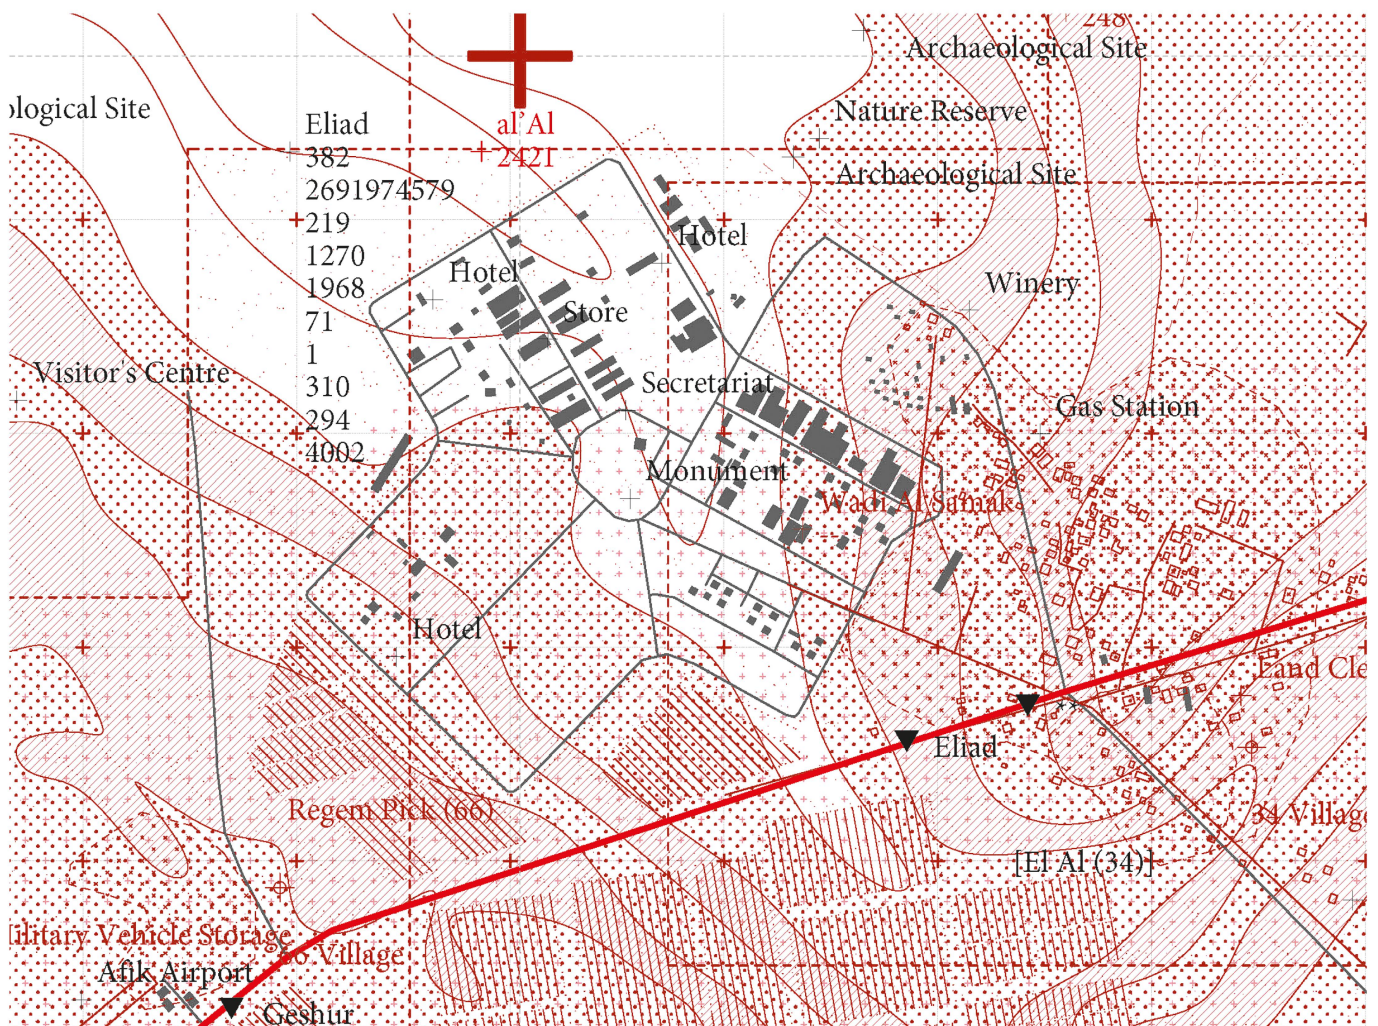 248
Archaeological Site
ological Site
Nature Reserve
Eliad
al'Al
382
2421
Archaeological Site
2691974579
219
Hotel
1270
Hotel
Winery
1968
Store
71
1
Visitor's Centre
310
Secretariat
294
Gas Station
4002
Monument
Wadi Al Samak
Hotel
Land Cle
Eliad
Regem Pick (66)
34 Village
[El Al (34)]
ilitary Vehicle Storage
66 Village
Afik Airport
Geshur